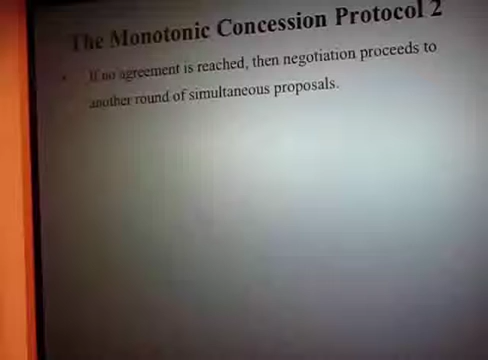 The Monotonic Concession Protocol 2
• If no agreement is reached, then negotiation proceeds to
another round of simultaneous proposals.